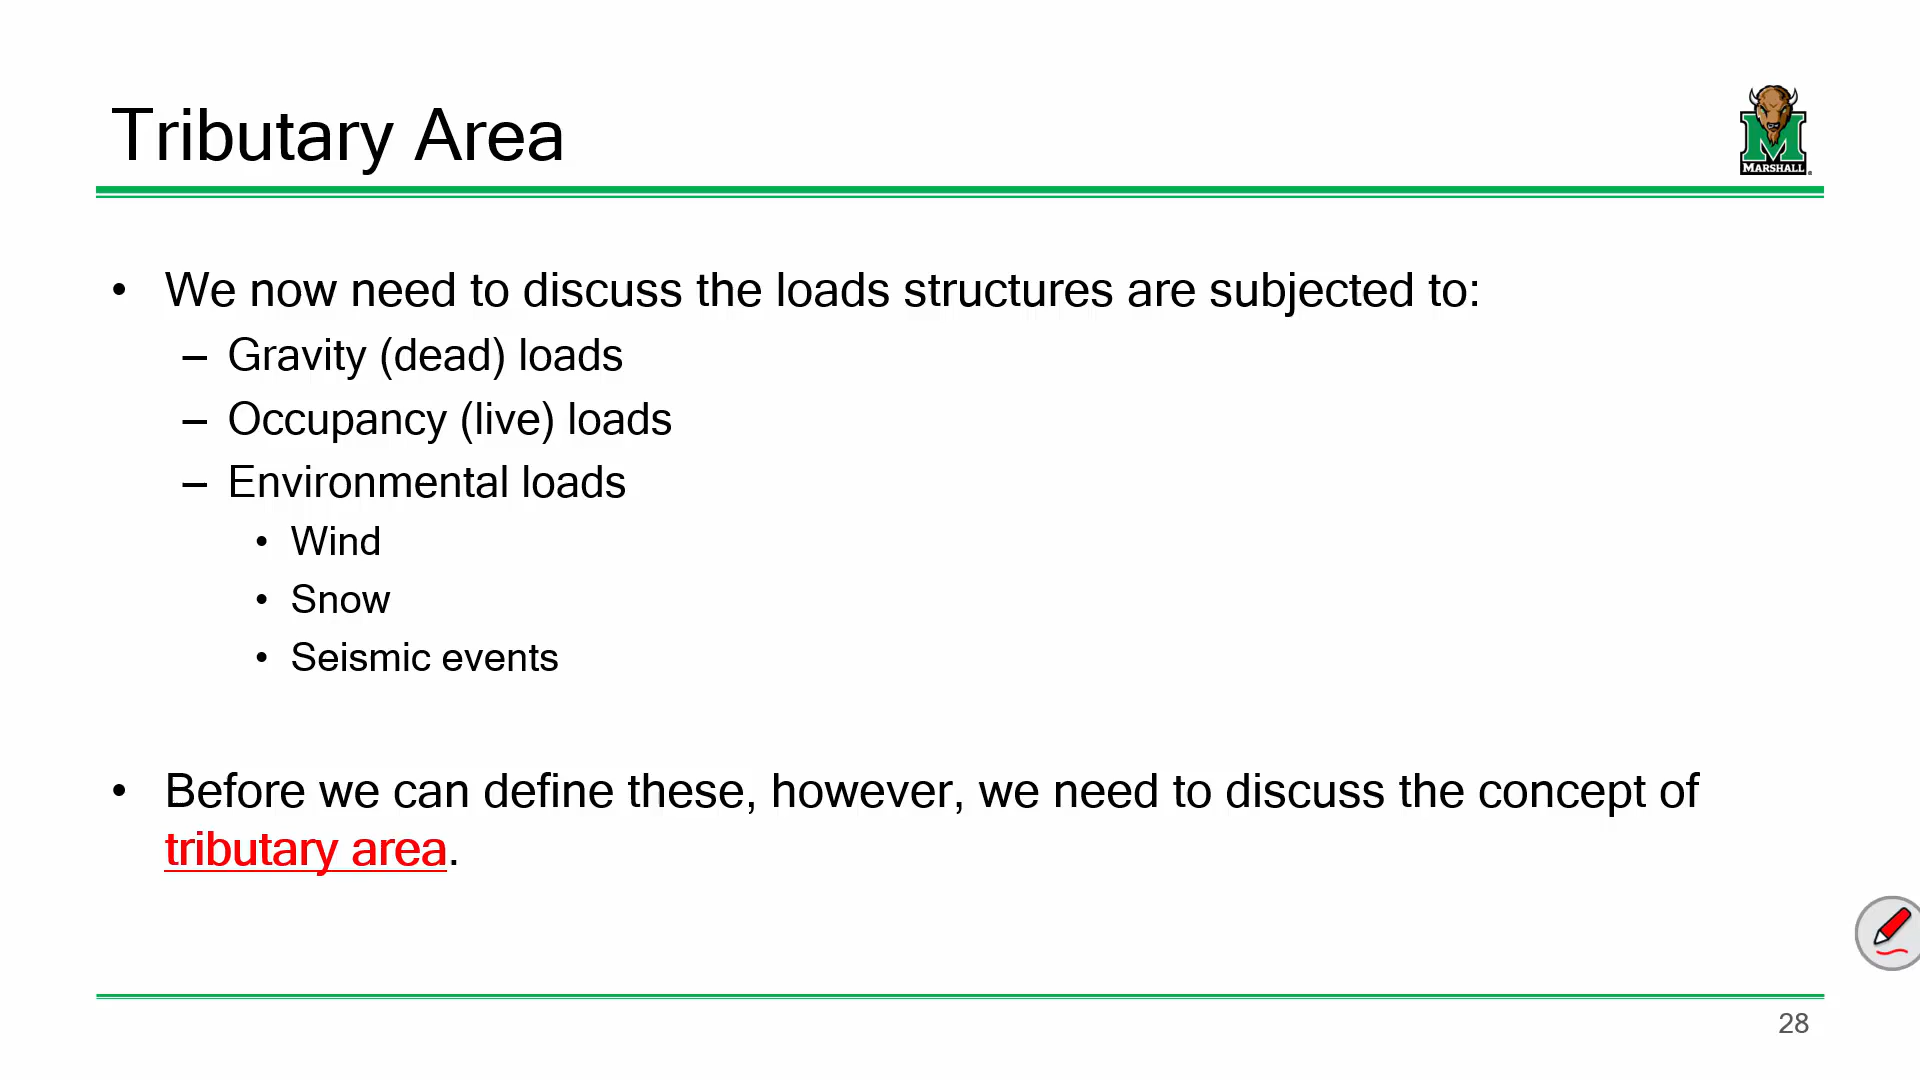 Tributary Area
MARSHALL
• We now need to discuss the loads structures are subjected to:
– Gravity (dead) loads
– Occupancy (live) loads
– Environmental loads
• Wind
• Snow
• Seismic events
• Before we can define these, however, we need to discuss the concept of
tributary area.
28